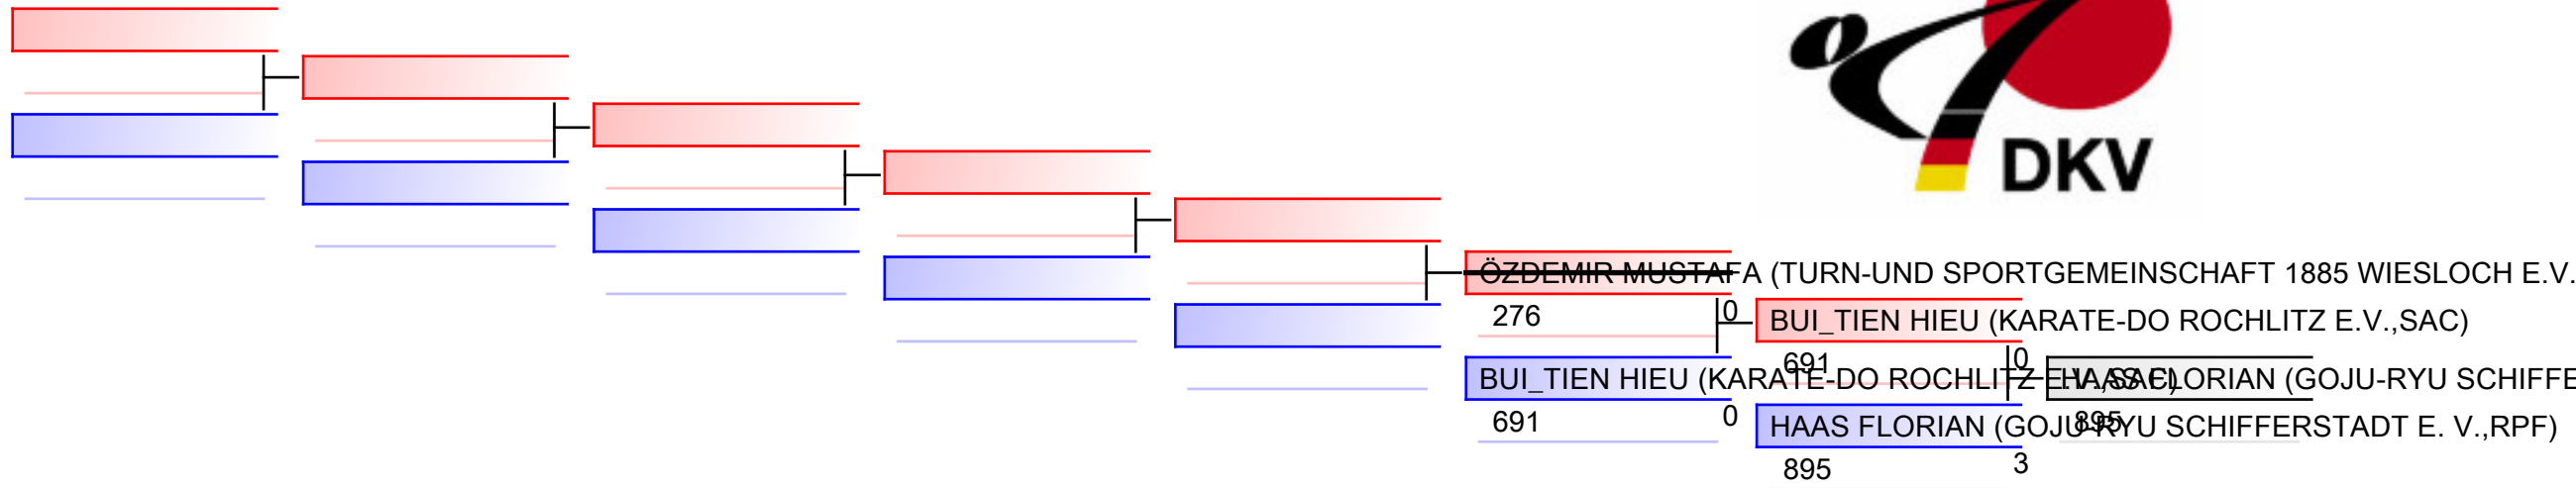 DKV
ÖZDEMIR MUSTAFA (TURN-UND SPORTGEMEINSCHAFT 1885 WIESLOCH E.V.
276 0
BUI_TIEN HIEU (KARATE-DO ROCHLITZ E.V.,SAC)
691 0
BUI_TIEN HIEU (KARATE-DO ROCHLITZ E.V.,SAC)
691 0
HAAS FLORIAN (GOJU-RYU SCHIFFERSTADT E. V.,RPF)
895 3
HAAS FLORIAN (GOJU-RYU SCHIFFE
895